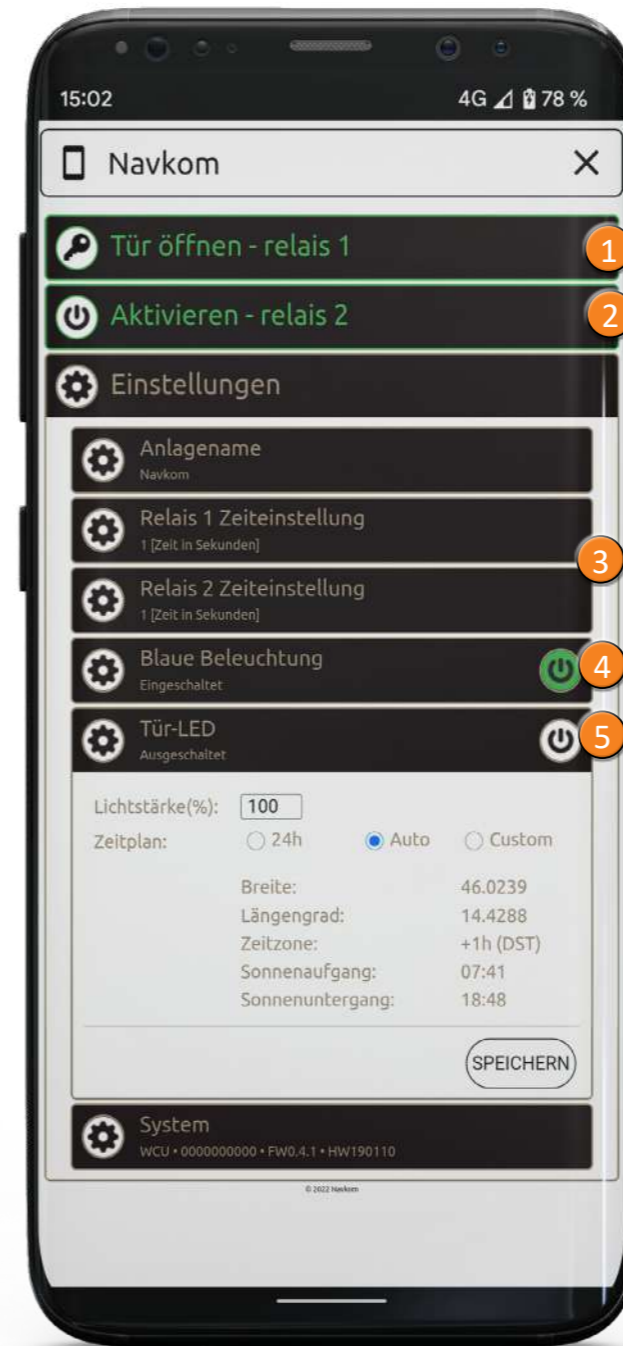 15:02 4G 78 %
Navkom
Tür öffnen - relais 1 1
Aktivieren - relais 2 2
Einstellungen
Anlagename
Navkom
Relais 1 Zeiteinstellung
1 [Zeit in Sekunden]
3
Relais 2 Zeiteinstellung
1 [Zeit in Sekunden]
Blaue Beleuchtung 4
Eingeschaltet
Tür-LED 5
Ausgeschaltet
Lichtstärke(%): 100
Zeitplan: 24h Auto Custom
Breite: 46.0239
Längengrad: 14.4288
Zeitzone: +1h (DST)
Sonnenaufgang: 07:41
Sonnenuntergang: 18:48
SPEICHERN
System
WCU • 0000000000 • FW0.4.1 • HW190110
© 2022 Navkom